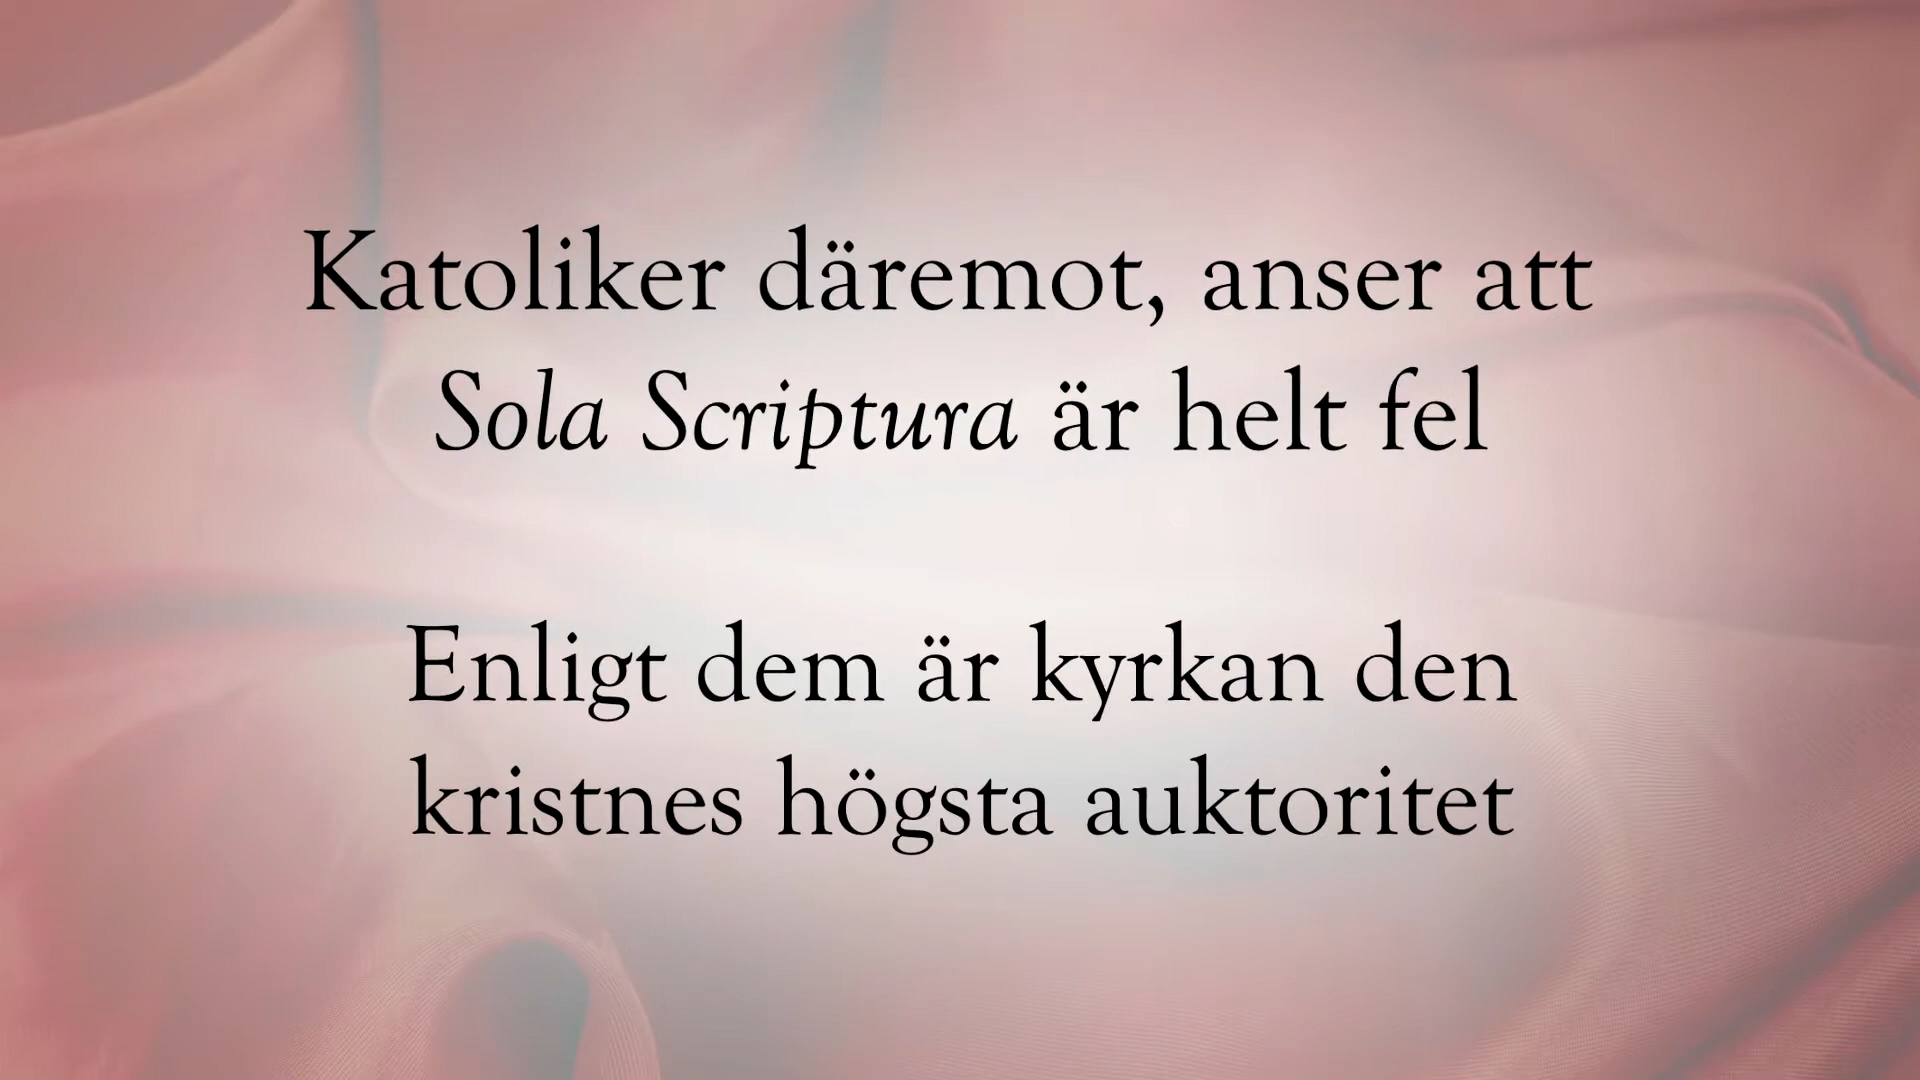 Katoliker däremot, anser att
Sola Scriptura är helt fel
Enligt dem är kyrkan den
kristnes högsta auktoritet